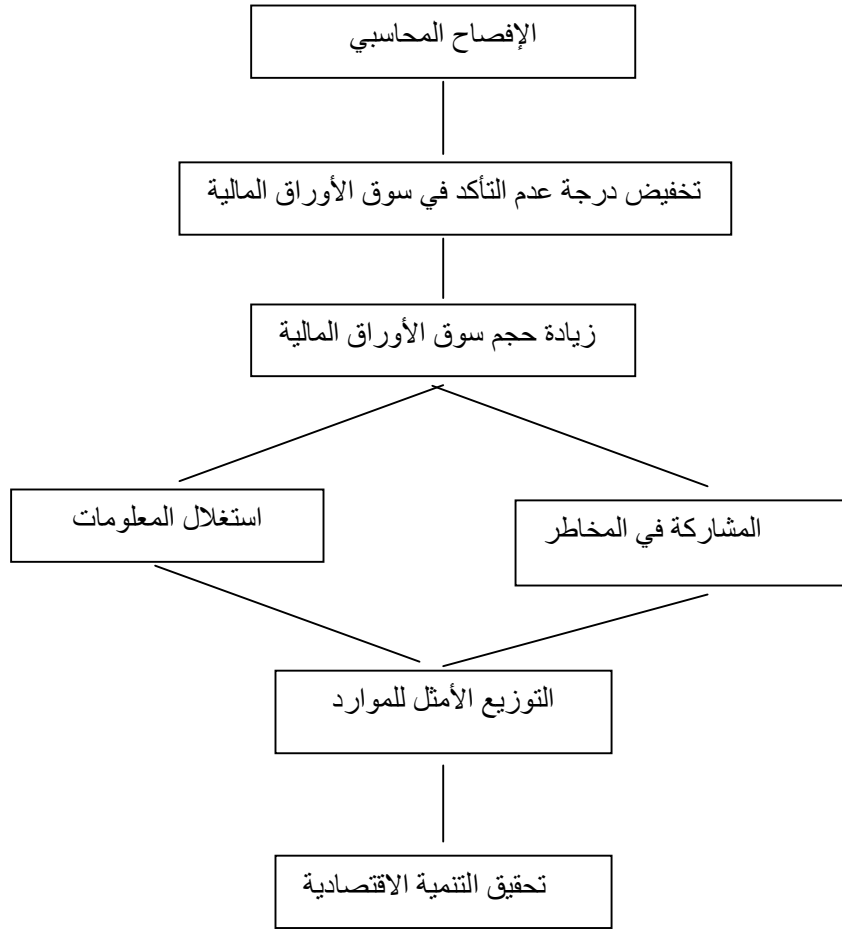 الإفصاح المحاسبي
تخفيض درجة عدم التأكد في سوق الأوراق المالية
زيادة حجم سوق الأوراق المالية
المشاركة في المخاطر
استغلال المعلومات
التوزيع الأمثل للموارد
تحقيق التنمية الاقتصادية